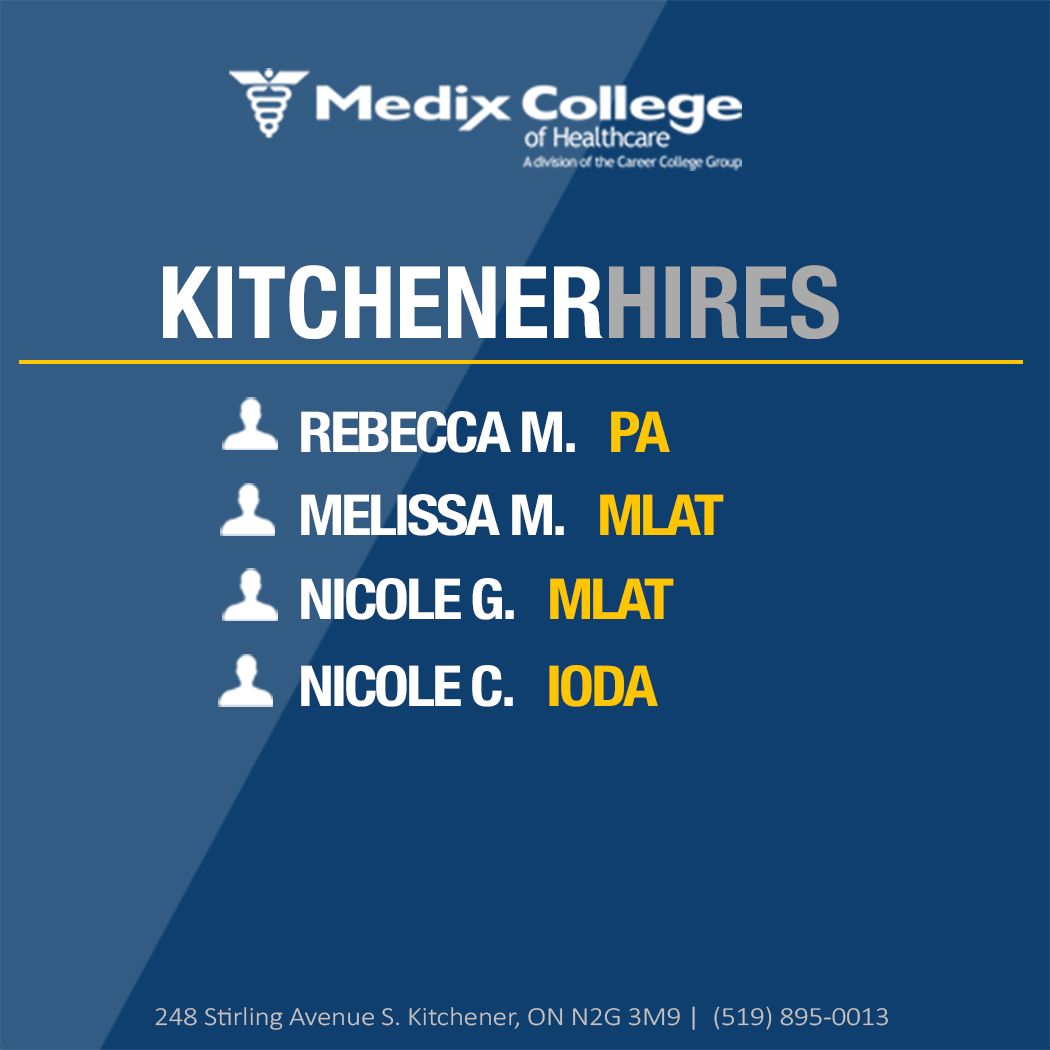 Medix College
of Healthcare
A division of the Career College Group
KITCHENERHIRES
REBECCA M. PA
MELISSA M. MLAT
NICOLE G. MLAT
NICOLE C. IODA
248 Stirling Avenue S. Kitchener, ON N2G 3M9 | (519) 895-0013